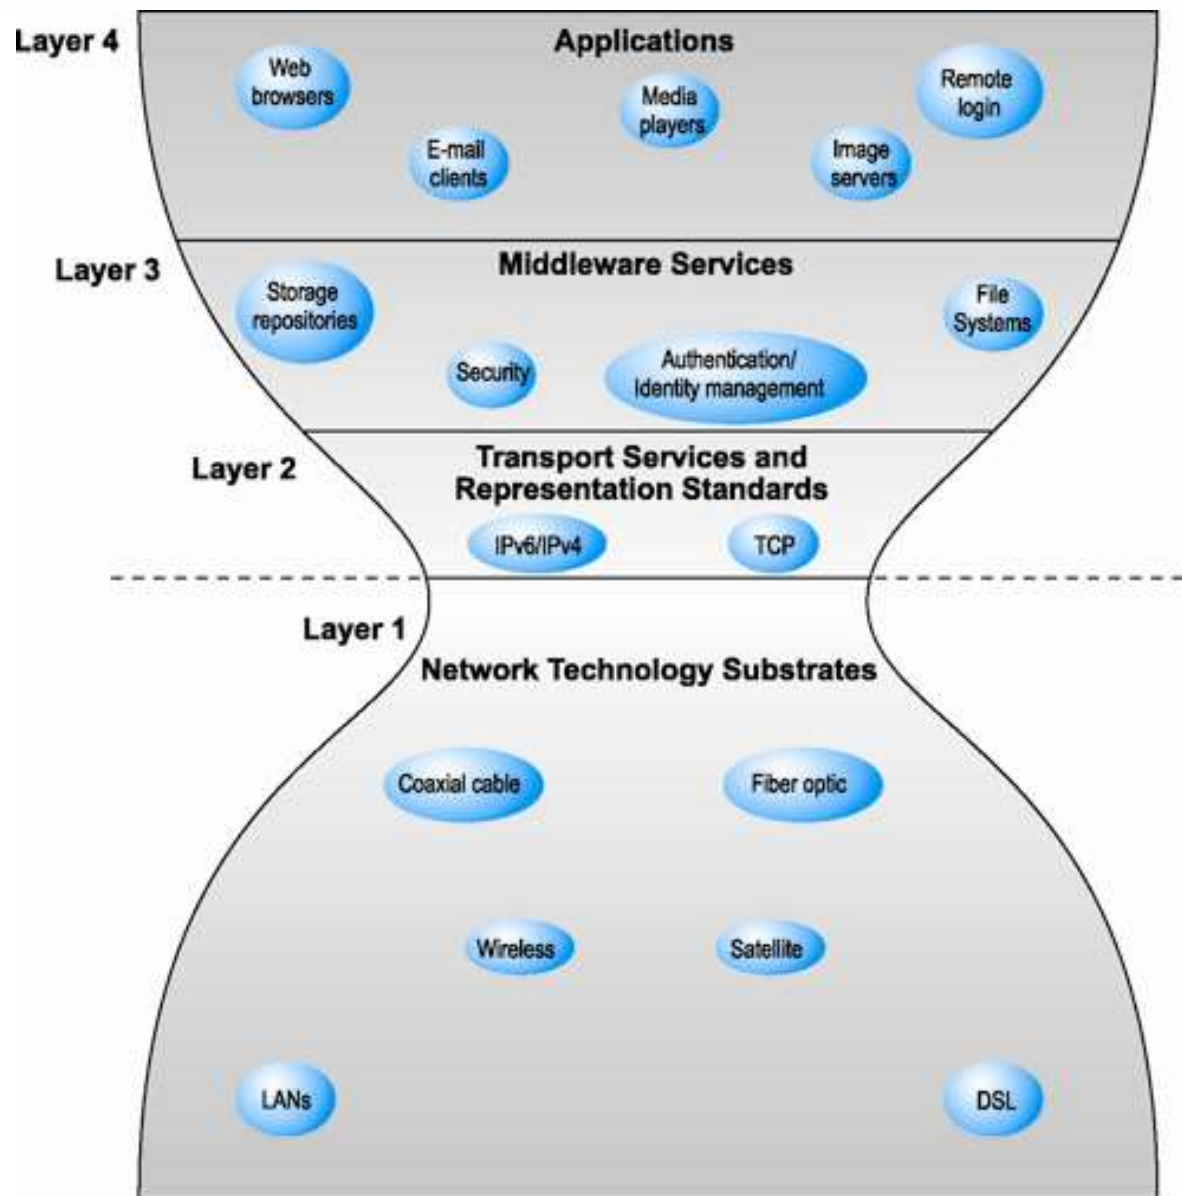 Layer 4
Applications
Web
browsers
E-mail
clients
Media
players
Image
servers
Remote
login
Layer 3
Middleware Services
Storage
repositories
Security
Authentication/
Identity management
File
Systems
Layer 2
Transport Services and
Representation Standards
IPv6/IPv4
TCP
Layer 1
Network Technology Substrates
Coaxial cable
Fiber optic
Wireless
Satellite
LANs
DSL